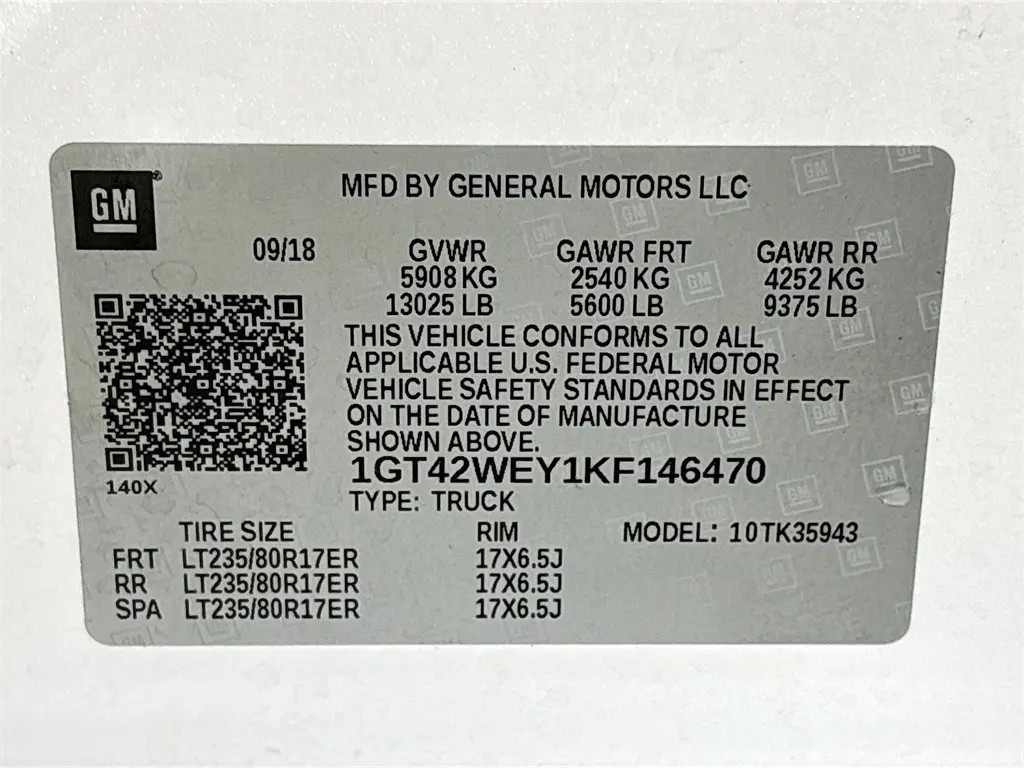 GM
MFD BY GENERAL MOTORS LLC
09/18 GVWR GAWR FRT GAWR RR
5908 KG 2540 KG 4252 KG
13025 LB 5600 LB 9375 LB
THIS VEHICLE CONFORMS TO ALL
APPLICABLE U.S. FEDERAL MOTOR
VEHICLE SAFETY STANDARDS IN EFFECT
ON THE DATE OF MANUFACTURE
SHOWN ABOVE.
1GT42WEY1KF146470
140X
TYPE: TRUCK
TIRE SIZE RIM MODEL: 10TK35943
FRT LT235/80R17ER 17X6.5J
RR LT235/80R17ER 17X6.5J
SPA LT235/80R17ER 17X6.5J